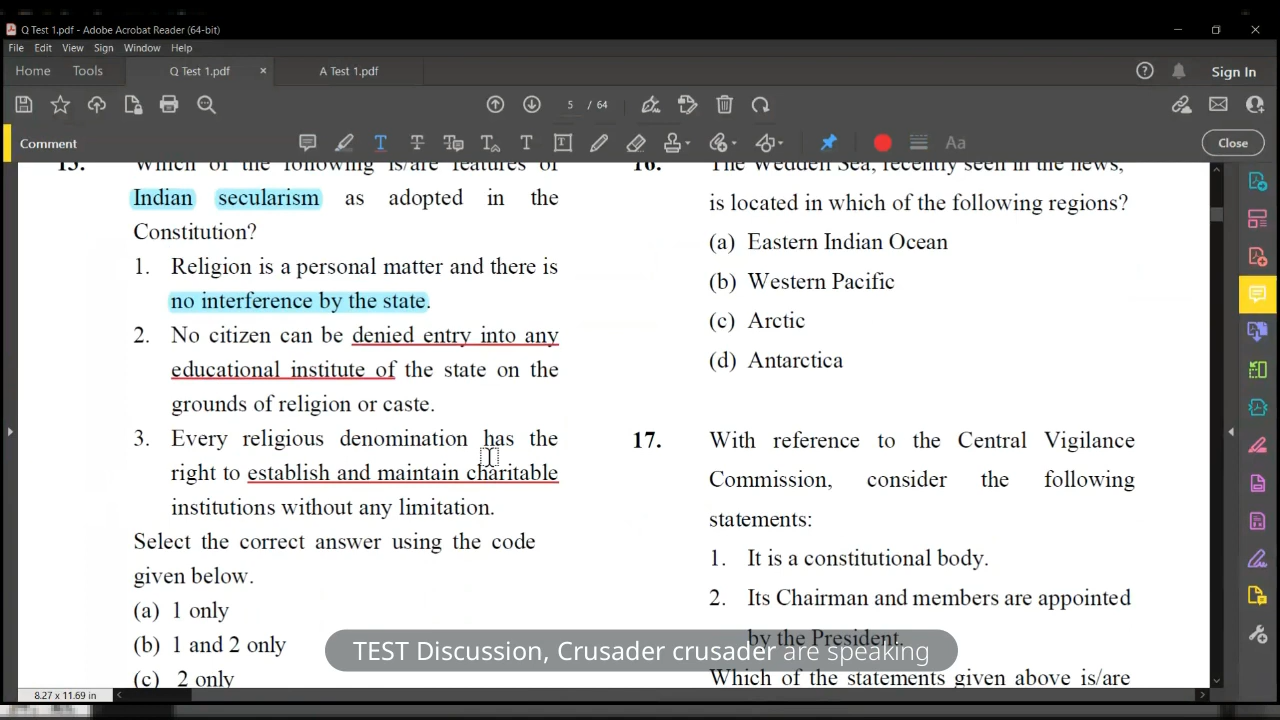 Q Test 1.pdf - Adobe Acrobat Reader (64-bit)
File Edit View Sign Window Help
Home Tools Q Test 1.pdf × A Test 1.pdf Sign In
5 / 64
Comment Aa Close
15. Which of the following is/are features of
Indian secularism as adopted in the
Constitution?
1. Religion is a personal matter and there is
no interference by the state.
2. No citizen can be denied entry into any
educational institute of the state on the
grounds of religion or caste.
3. Every religious denomination has the
right to establish and maintain charitable
institutions without any limitation.
Select the correct answer using the code
given below.
(a) 1 only
(b) 1 and 2 only
(c) 2 only
16. The Wedden Sea, recently seen in the news,
is located in which of the following regions?
(a) Eastern Indian Ocean
(b) Western Pacific
(c) Arctic
(d) Antarctica
17. With reference to the Central Vigilance
Commission, consider the following
statements:
1. It is a constitutional body.
2. Its Chairman and members are appointed
by the President.
Which of the statements given above is/are
TEST Discussion, Crusader crusader are speaking
8.27 x 11.69 in